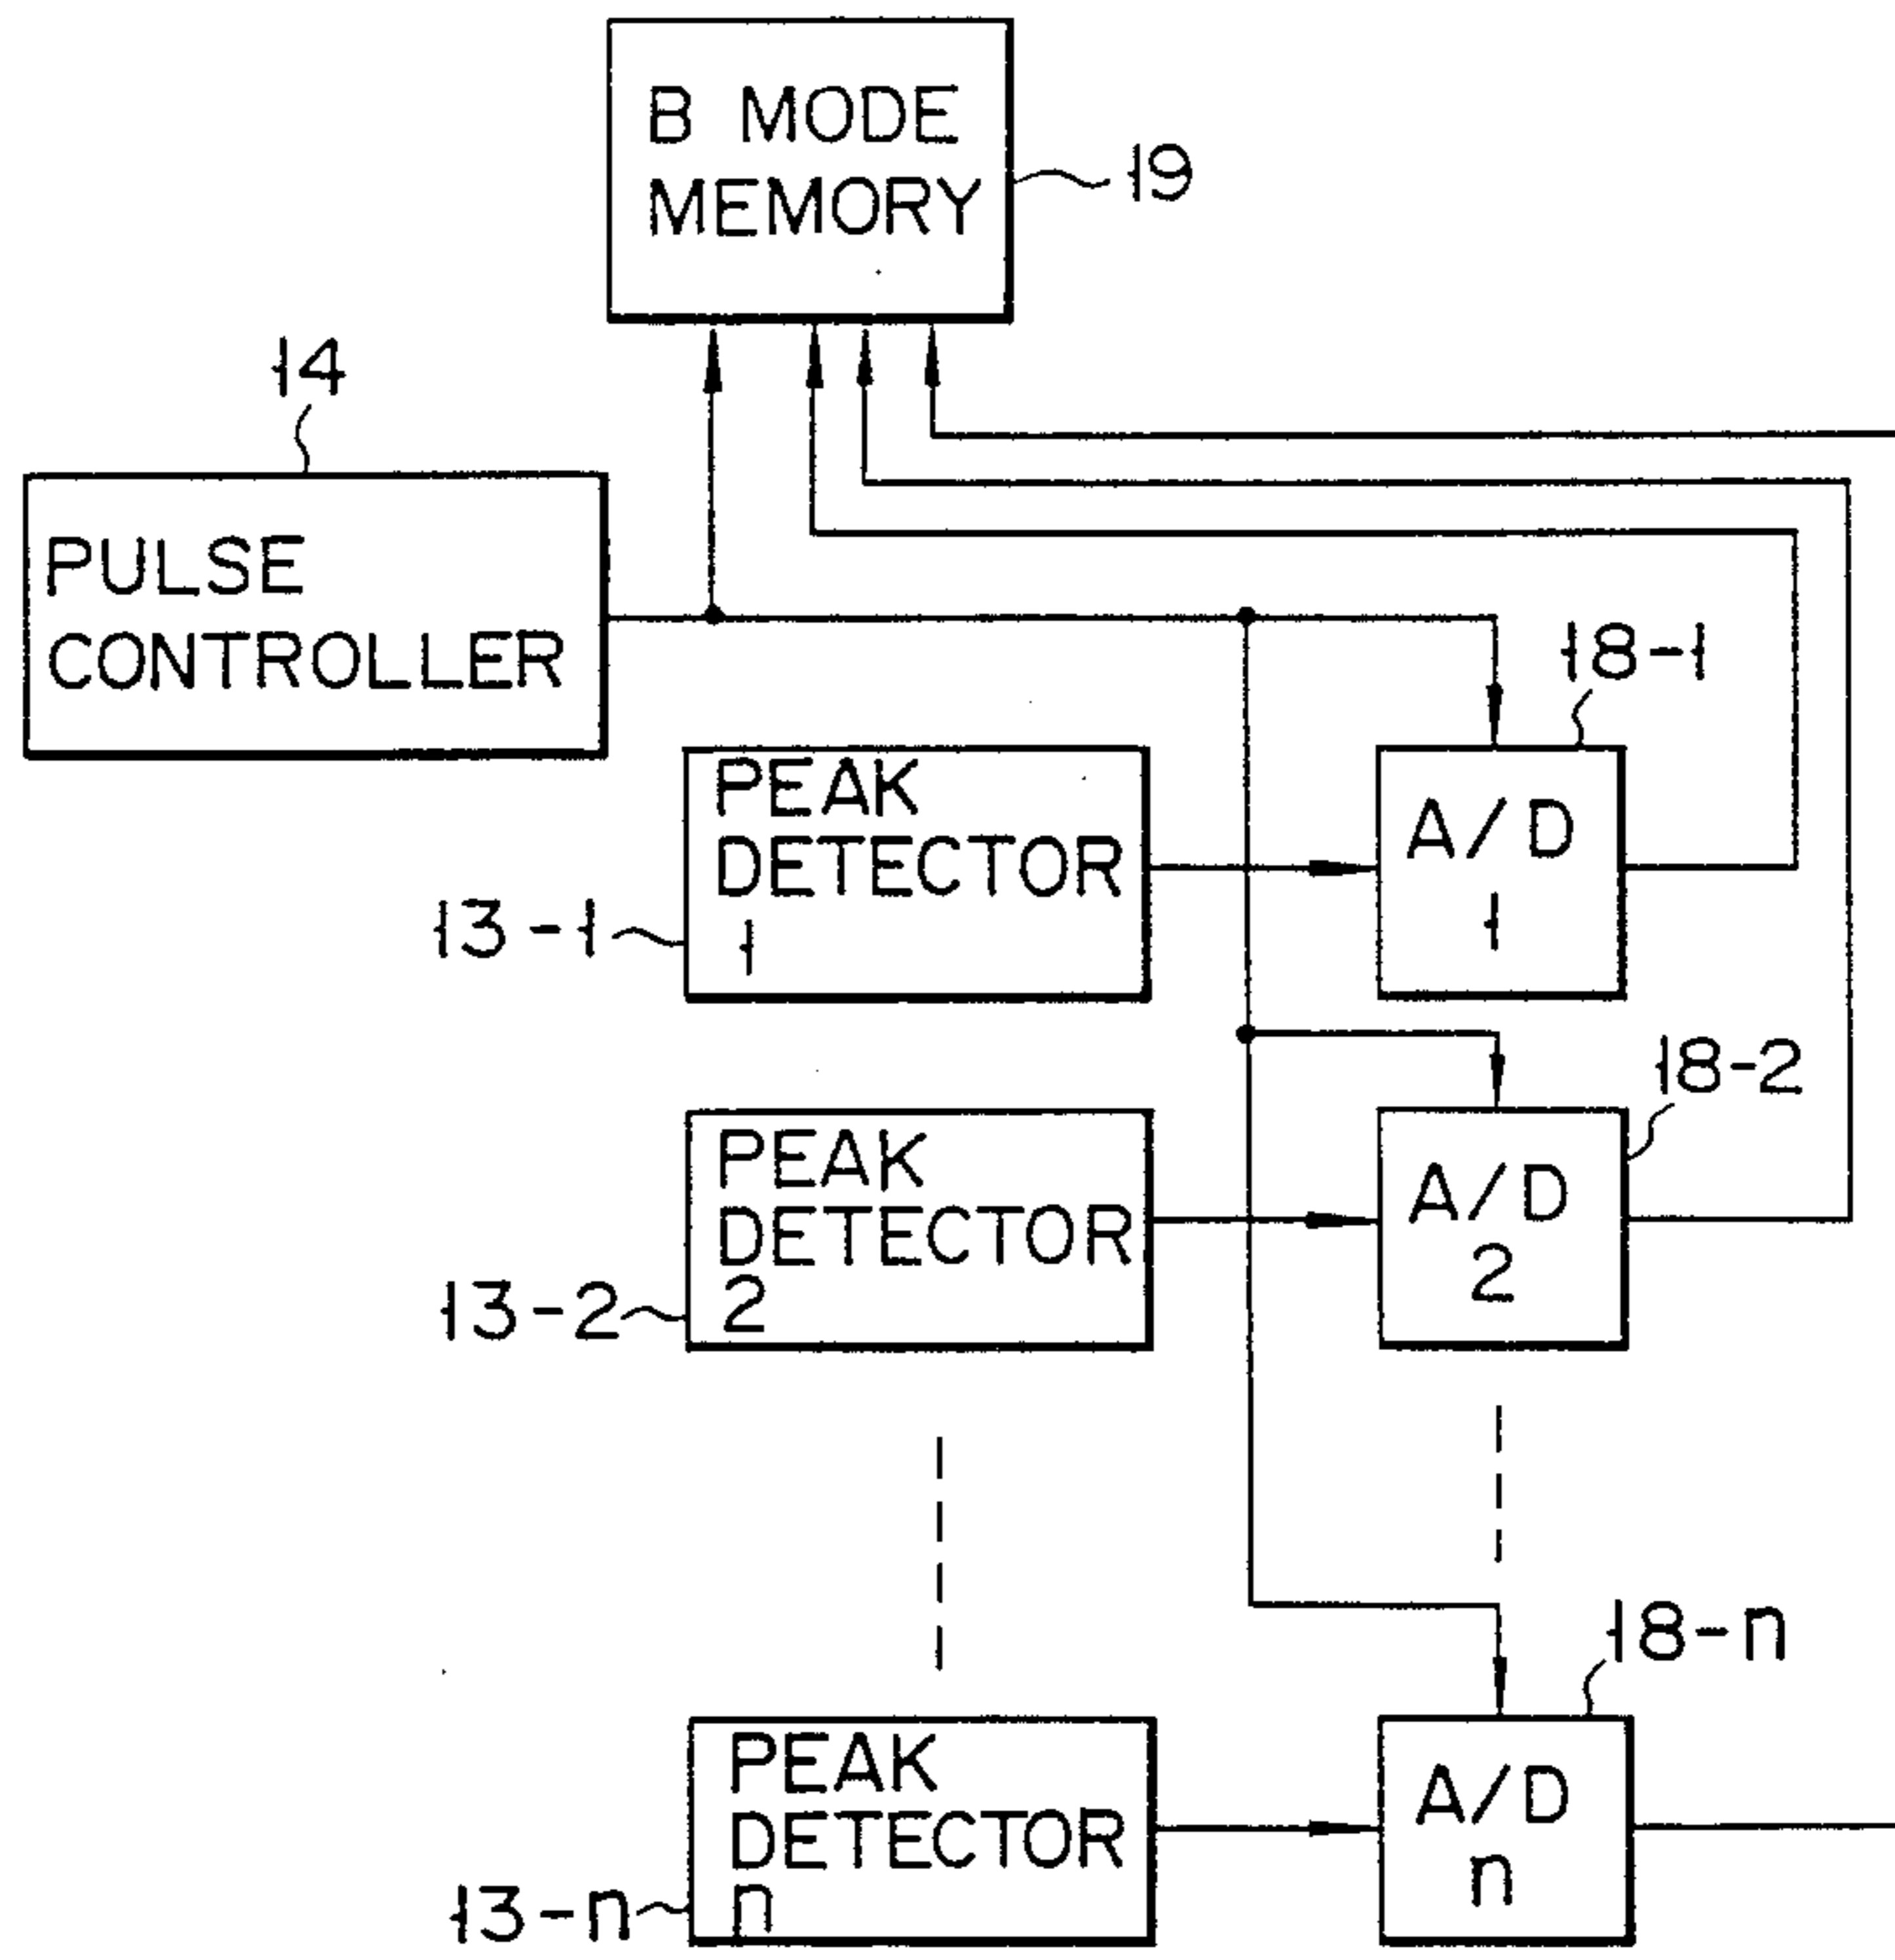 B MODE
MEMORY
19
14
PULSE
CONTROLLER
18-1
PEAK
DETECTOR
1
13-1
A/D
1
18-2
PEAK
DETECTOR
2
13-2
A/D
2
18-n
PEAK
DETECTOR
n
13-n
A/D
n